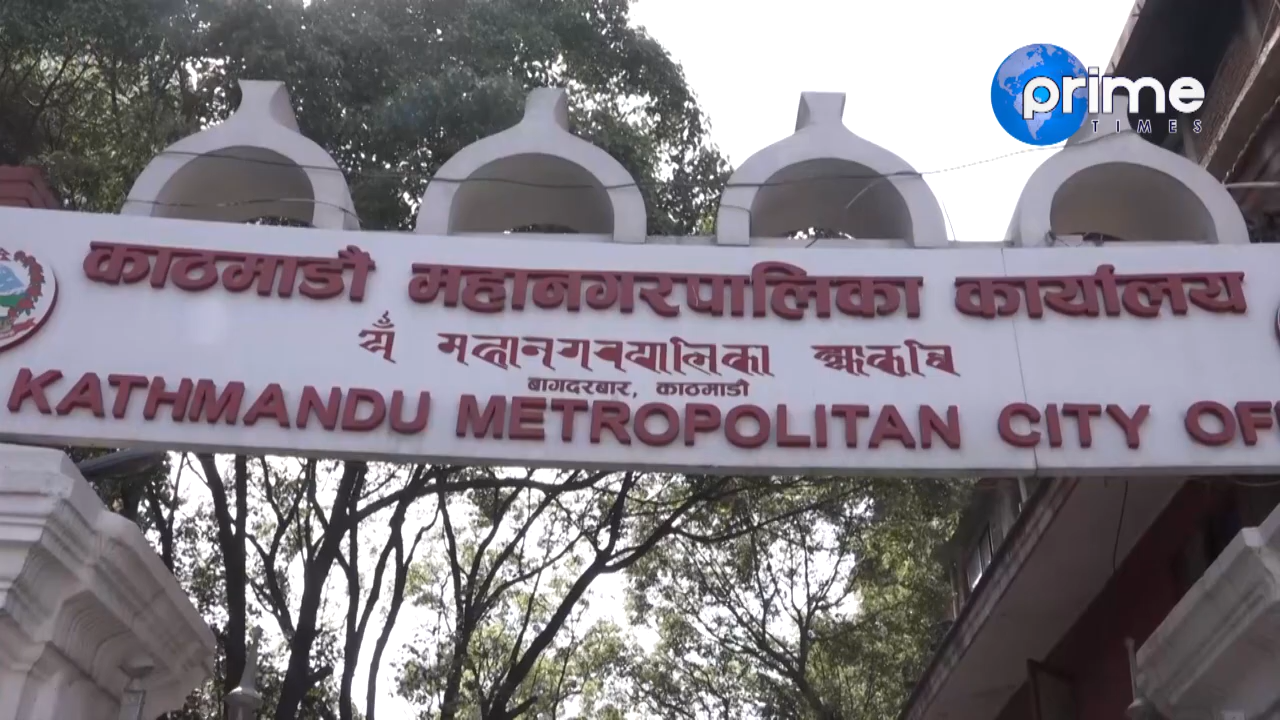 prime
TIMES
काठमाडौं महानगरपालिका कार्यालय
बागदरबार, काठमाडौं
KATHMANDU METROPOLITAN CITY OF